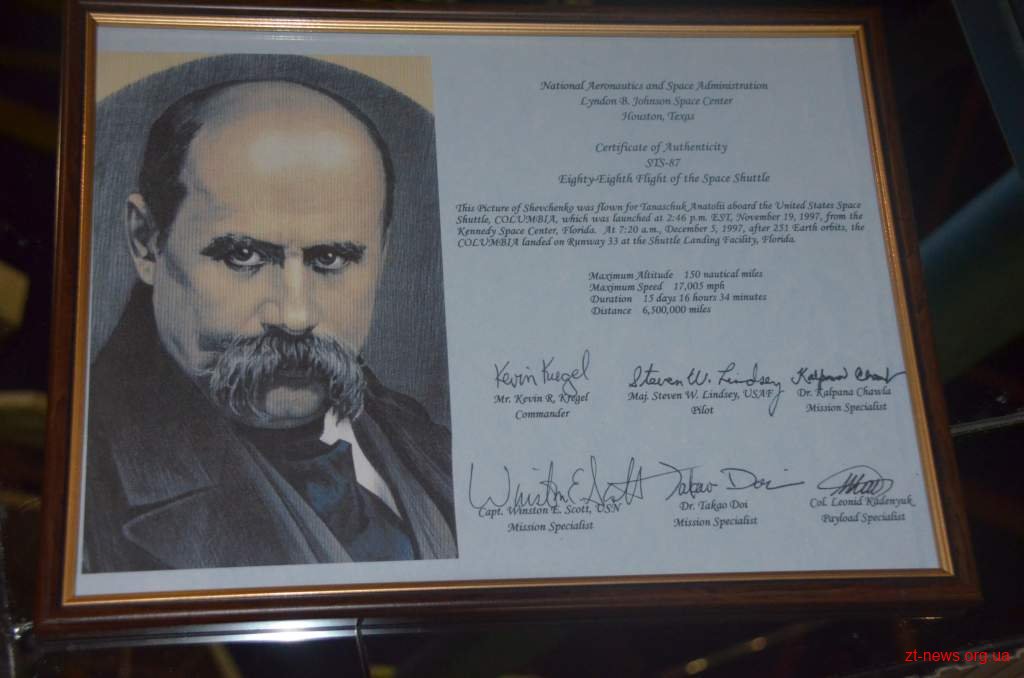 National Aeronautics and Space Administration
Lyndon B. Johnson Space Center
Houston, Texas
Certificate of Authenticity
STS-87
Eighty-Eighth Flight of the Space Shuttle
This Picture of Shevchenko was flown for Tanaschuk Anatolii aboard the United States Space
Shuttle, COLUMBIA, which was launched at 2:46 p.m. EST, November 19, 1997, from the
Kennedy Space Center, Florida. At 7:20 a.m., December 5, 1997, after 251 Earth orbits, the
COLUMBIA landed on Runway 33 at the Shuttle Landing Facility, Florida.
Maximum Altitude 150 nautical miles
Maximum Speed 17,005 mph
Duration 15 days 16 hours 34 minutes
Distance 6,500,000 miles
Kevin Kregel
Mr. Kevin R. Kregel
Commander
Steven W. Lindsey
Maj. Steven W. Lindsey, USAF
Pilot
Kalpana Chawla
Dr. Kalpana Chawla
Mission Specialist
Winston E. Scott
Capt. Winston E. Scott, USN
Mission Specialist
Takao Doi
Dr. Takao Doi
Mission Specialist
Col. Leonid Kadenyuk
Payload Specialist
zt-news.org.ua